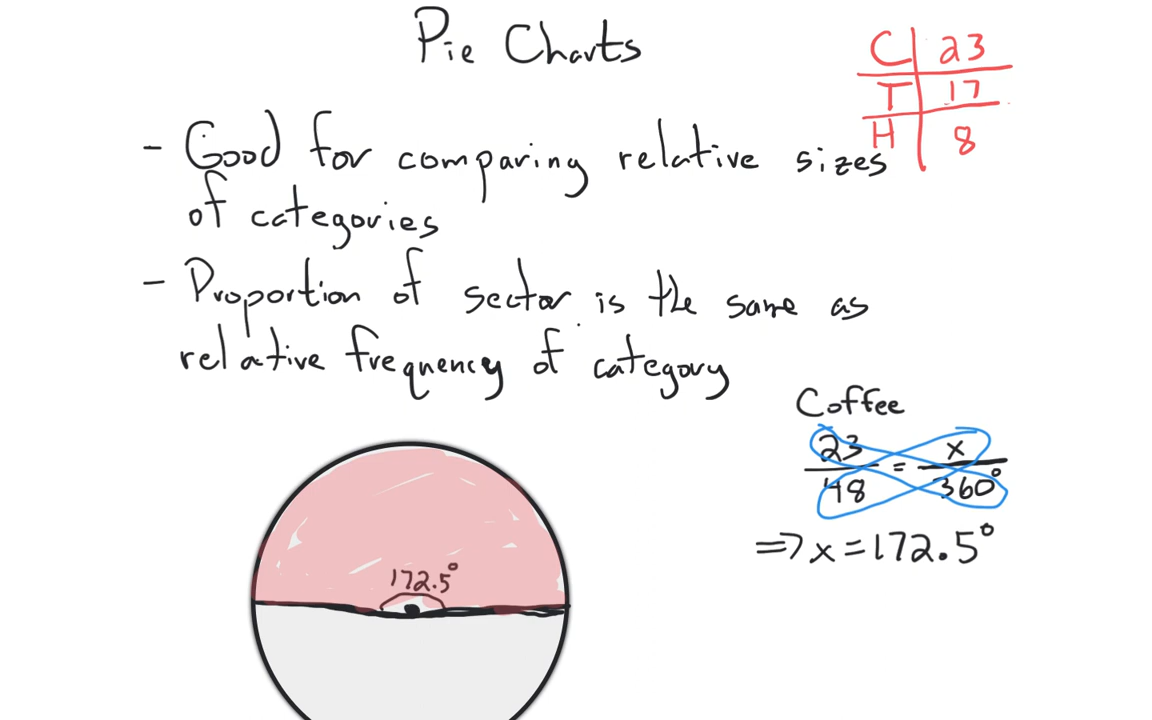 Pie Charts
C 23
T 17
H 8
- Good for comparing relative sizes
of categories
- Proportion of sector is the same as
relative frequency of category
Coffee
23/48 = x/360°
⇒ x = 172.5°
172.5°